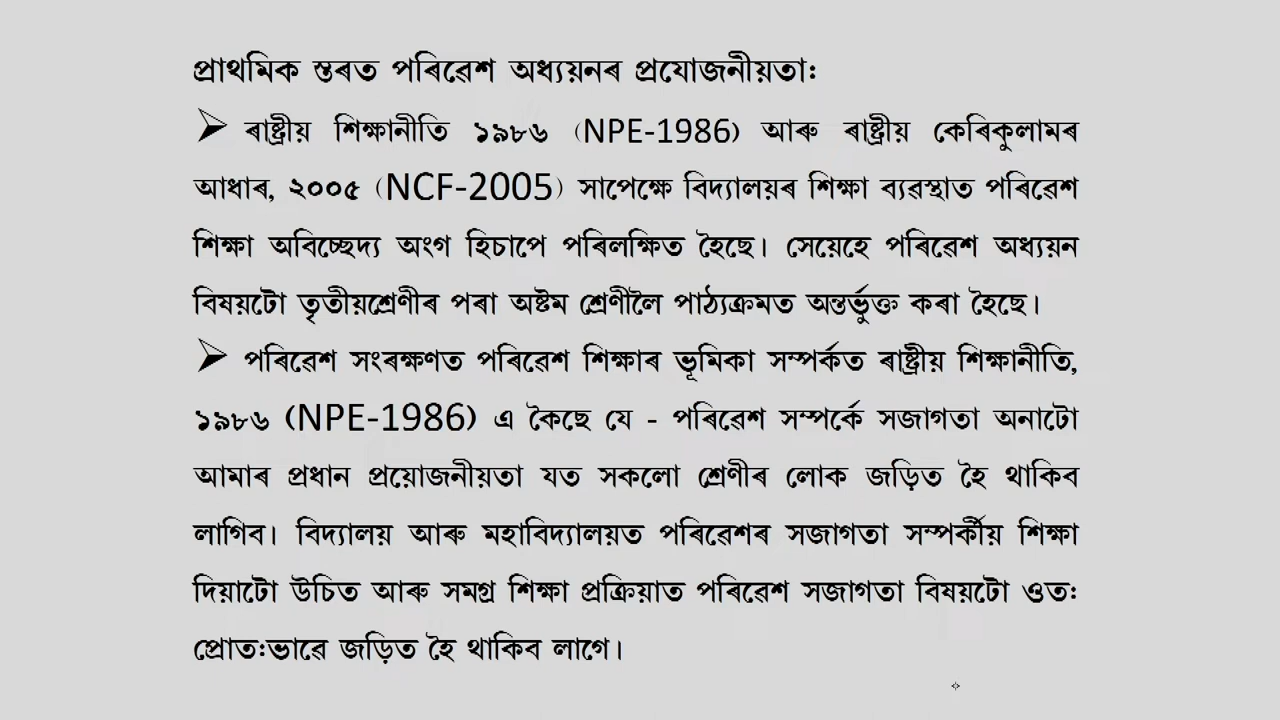 প্ৰাথমিক স্তৰত পৰিৱেশ অধ্যয়নৰ প্ৰযোজনীয়তা:
➢ ৰাষ্ট্ৰীয় শিক্ষানীতি ১৯৮৬ (NPE-1986) আৰু ৰাষ্ট্ৰীয় কেৰিকুলামৰ
আধাৰ, ২০০৫ (NCF-2005) সাপেক্ষে বিদ্যালয়ৰ শিক্ষা ব্যৱস্থাত পৰিৱেশ
শিক্ষা অবিচ্ছেদ্য অংগ হিচাপে পৰিলক্ষিত হৈছে। সেয়েহে পৰিৱেশ অধ্যয়ন
বিষয়টো তৃতীয়শ্ৰেণীৰ পৰা অষ্টম শ্ৰেণীলৈ পাঠ্যক্ৰমত অন্তৰ্ভুক্ত কৰা হৈছে।
➢ পৰিৱেশ সংৰক্ষণত পৰিৱেশ শিক্ষাৰ ভূমিকা সম্পৰ্কত ৰাষ্ট্ৰীয় শিক্ষানীতি,
১৯৮৬ (NPE-1986) এ কৈছে যে - পৰিৱেশ সম্পৰ্কে সজাগতা অনাটো
আমাৰ প্ৰধান প্ৰয়োজনীয়তা যত সকলো শ্ৰেণীৰ লোক জড়িত হৈ থাকিব
লাগিব। বিদ্যালয় আৰু মহাবিদ্যালয়ত পৰিৱেশৰ সজাগতা সম্পৰ্কীয় শিক্ষা
দিয়াটো উচিত আৰু সমগ্ৰ শিক্ষা প্ৰক্ৰিয়াত পৰিৱেশ সজাগতা বিষয়টো ওত:
প্ৰোত:ভাৱে জড়িত হৈ থাকিব লাগে।